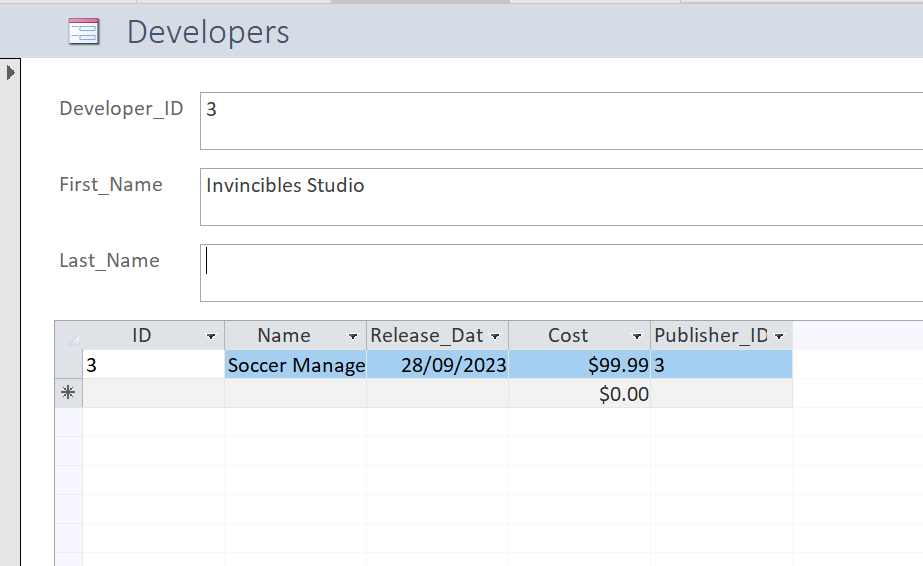 Developers
Developer_ID 3
First_Name Invincibles Studio
Last_Name
ID Name Release_Dat Cost Publisher_ID
3 Soccer Manage 28/09/2023 $99.99 3
$0.00